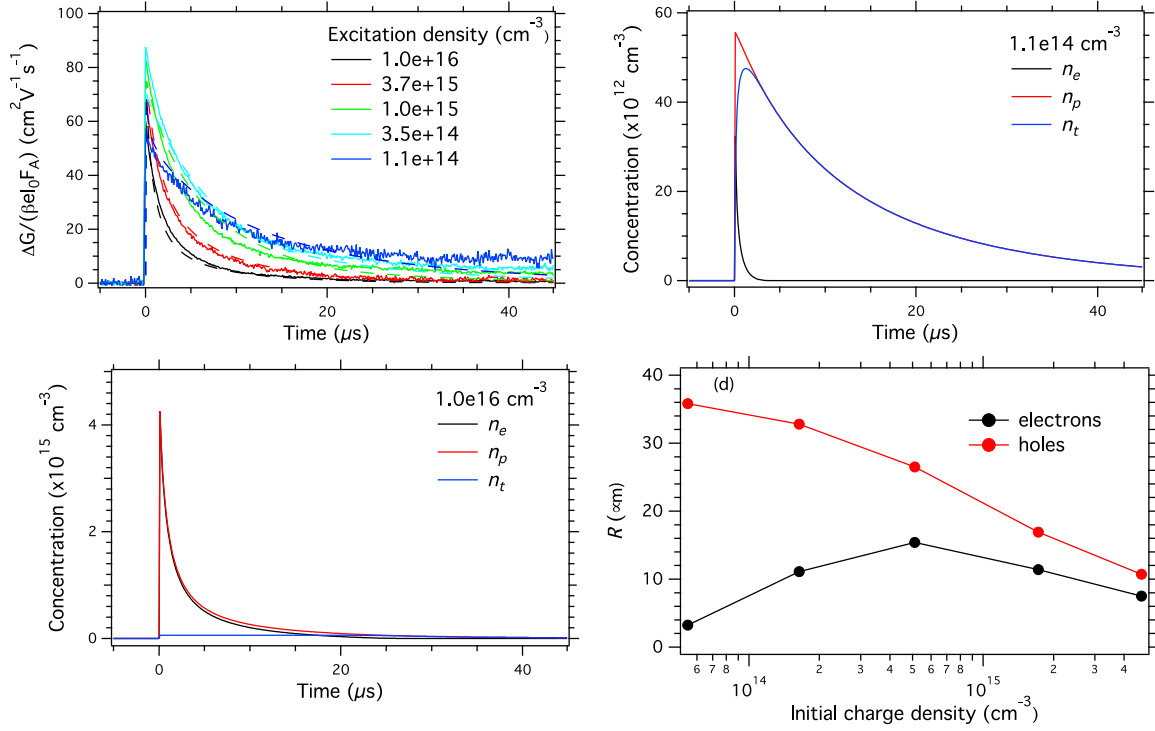 100
80
60
40
20
0
ΔG/(βeI₀F_A) (cm² V⁻¹ s⁻¹)
Excitation density (cm⁻³)
1.0e+16
3.7e+15
1.0e+15
3.5e+14
1.1e+14
0
20
40
Time (µs)
60
40
20
0
Concentration (x10¹² cm⁻³)
1.1e14 cm⁻³
nₑ
nₚ
nₜ
0
20
40
Time (µs)
4
2
0
Concentration (x10¹⁵ cm⁻³)
1.0e16 cm⁻³
nₑ
nₚ
nₜ
0
20
40
Time (µs)
40
30
20
10
0
R (∝m)
(d)
electrons
holes
6 7 8 2 3 4 5 6 7 8 2 3 4
10¹⁴ 10¹⁵
Initial charge density (cm⁻³)